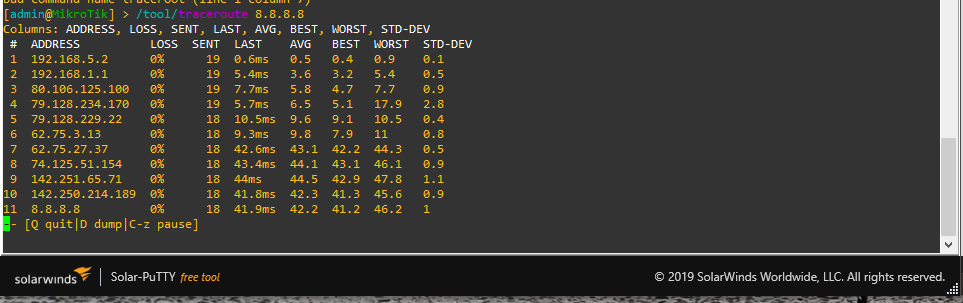 bad command name traceroot (line 1 column 7)
[admin@MikroTik] > /tool/traceroute 8.8.8.8
Columns: ADDRESS, LOSS, SENT, LAST, AVG, BEST, WORST, STD-DEV
# ADDRESS LOSS SENT LAST AVG BEST WORST STD-DEV
1 192.168.5.2 0% 19 0.6ms 0.5 0.4 0.9 0.1
2 192.168.1.1 0% 19 5.4ms 3.6 3.2 5.4 0.5
3 80.106.125.100 0% 19 7.7ms 5.8 4.7 7.7 0.9
4 79.128.234.170 0% 19 5.7ms 6.5 5.1 17.9 2.8
5 79.128.229.22 0% 18 10.5ms 9.6 9.1 10.5 0.4
6 62.75.3.13 0% 18 9.3ms 9.8 7.9 11 0.8
7 62.75.27.37 0% 18 42.6ms 43.1 42.2 44.3 0.5
8 74.125.51.154 0% 18 43.4ms 44.1 43.1 46.1 0.9
9 142.251.65.71 0% 18 44ms 44.5 42.9 47.8 1.1
10 142.250.214.189 0% 18 41.8ms 42.3 41.3 45.6 0.9
11 8.8.8.8 0% 18 41.9ms 42.2 41.2 46.2 1
-- [Q quit|D dump|C-z pause]
solarwinds | Solar-PuTTY free tool © 2019 SolarWinds Worldwide, LLC. All rights reserved.